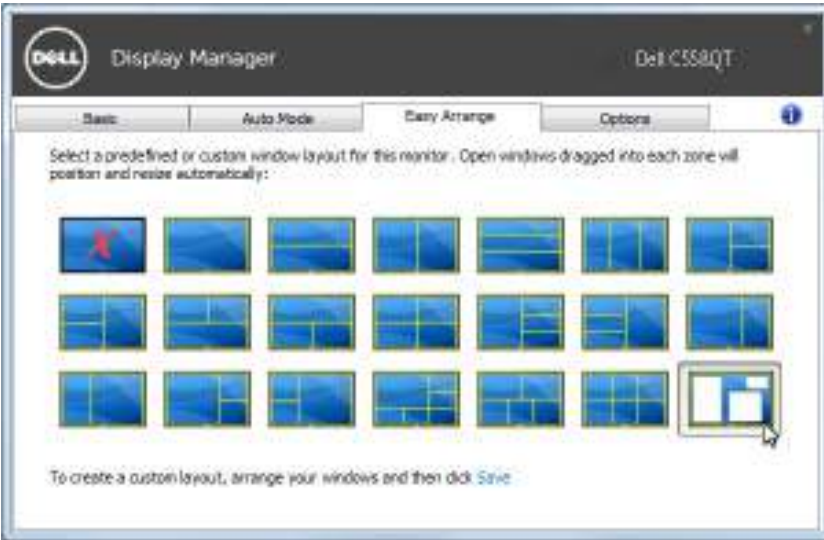 DELL
Display Manager
Dell C5518QT
Basic
Auto Mode
Easy Arrange
Options
Select a predefined or custom window layout for this monitor. Open windows dragged into each zone will
position and resize automatically:
To create a custom layout, arrange your windows and then click Save